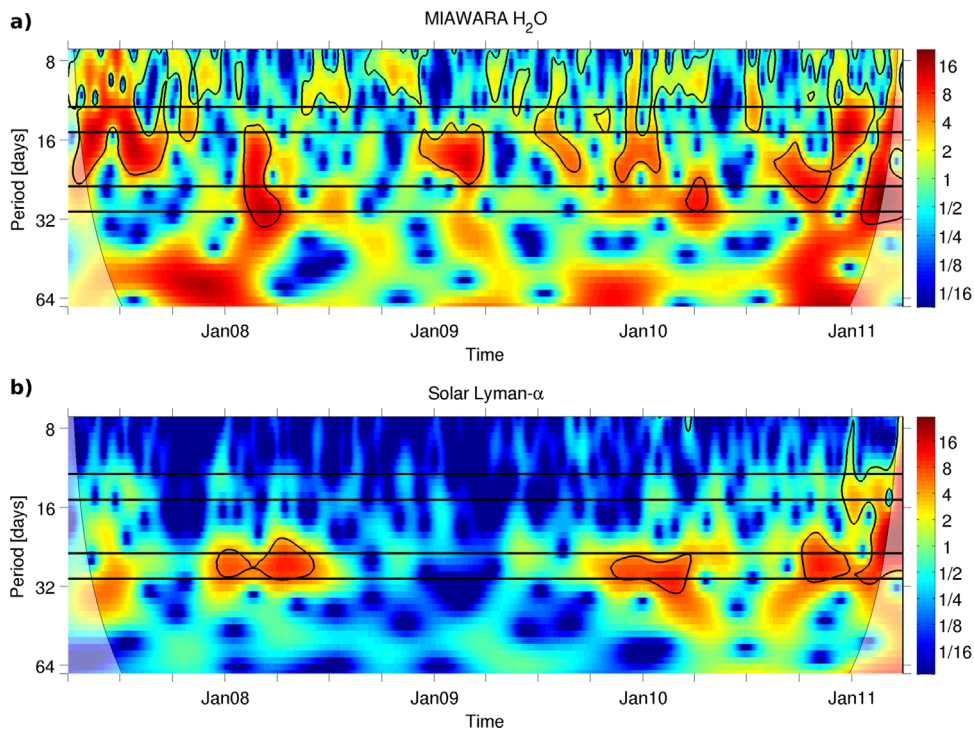 a)
MIAWARA H2O
Period [days]
8
16
32
64
Jan08
Jan09
Jan10
Jan11
Time
16
8
4
2
1
1/2
1/4
1/8
1/16
b)
Solar Lyman-α
Period [days]
8
16
32
64
Jan08
Jan09
Jan10
Jan11
Time
16
8
4
2
1
1/2
1/4
1/8
1/16